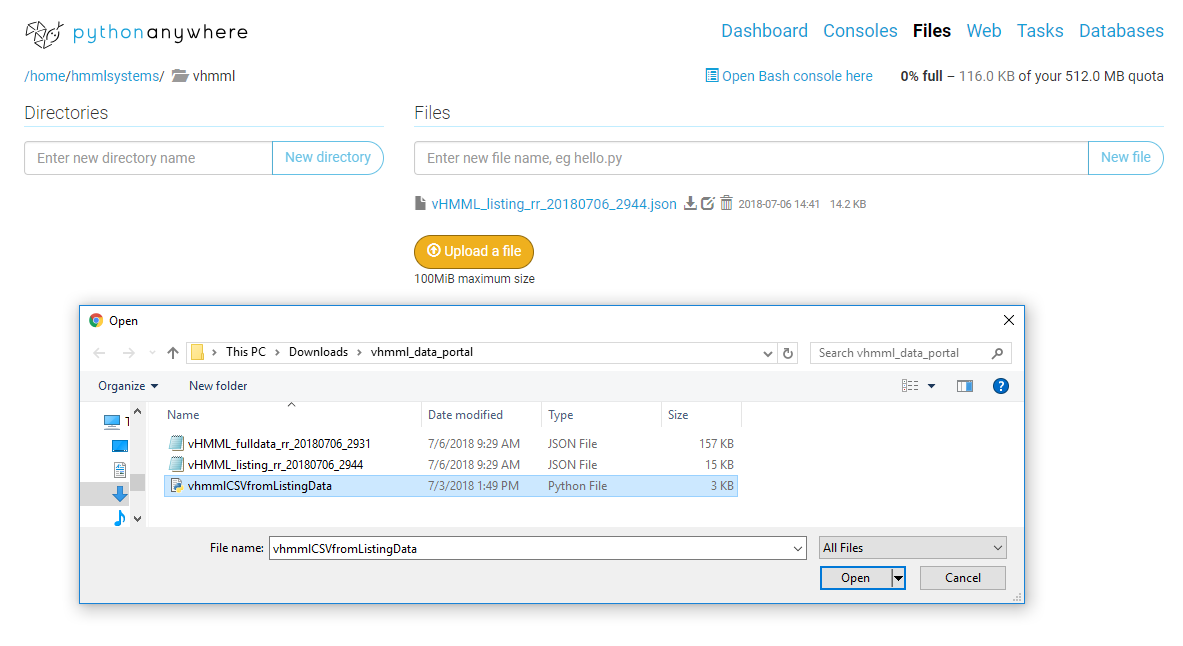 pythonanywhere
Dashboard Consoles Files Web Tasks Databases
/home/hmmlsystems/ vhmml
Open Bash console here 0% full – 116.0 KB of your 512.0 MB quota
Directories
Files
Enter new directory name New directory
Enter new file name, eg hello.py New file
vHMML_listing_rr_20180706_2944.json 2018-07-06 14:41 14.2 KB
Upload a file
100MiB maximum size
Open
This PC Downloads vhmml_data_portal
Search vhmml_data_portal
Organize New folder
Name Date modified Type Size
vHMML_fulldata_rr_20180706_2931 7/6/2018 9:29 AM JSON File 157 KB
vHMML_listing_rr_20180706_2944 7/6/2018 9:29 AM JSON File 15 KB
vhmmlCSVfromListingData 7/3/2018 1:49 PM Python File 3 KB
File name: vhmmlCSVfromListingData All Files
Open Cancel